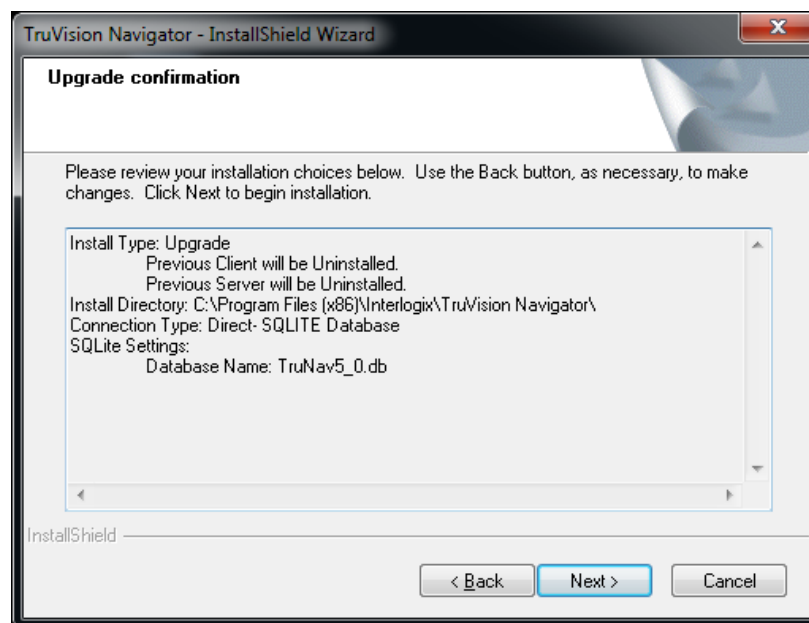 TruVision Navigator - InstallShield Wizard
Upgrade confirmation
Please review your installation choices below. Use the Back button, as necessary, to make
changes. Click Next to begin installation.
Install Type: Upgrade
Previous Client will be Uninstalled.
Previous Server will be Uninstalled.
Install Directory: C:\Program Files (x86)\Interlogix\TruVision Navigator\
Connection Type: Direct- SQLITE Database
SQLite Settings:
Database Name: TruNav5_0.db
InstallShield
< Back
Next >
Cancel